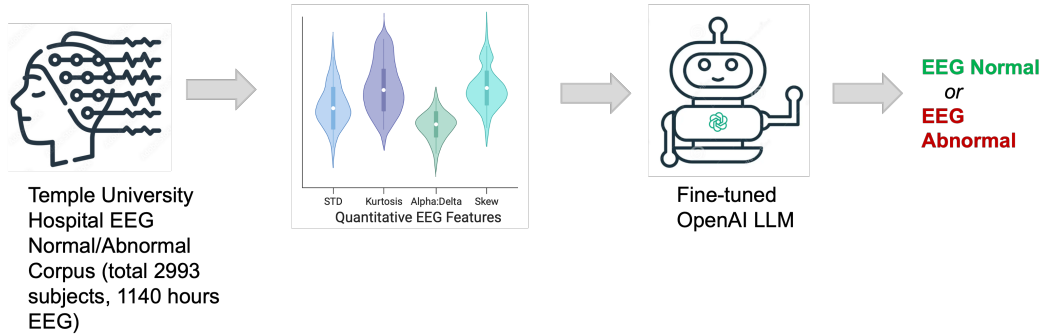 Temple University
Hospital EEG
Normal/Abnormal
Corpus (total 2993
subjects, 1140 hours
EEG)
STD
Kurtosis
Alpha:Delta
Skew
Quantitative EEG Features
Fine-tuned
OpenAI LLM
EEG Normal
or
EEG
Abnormal